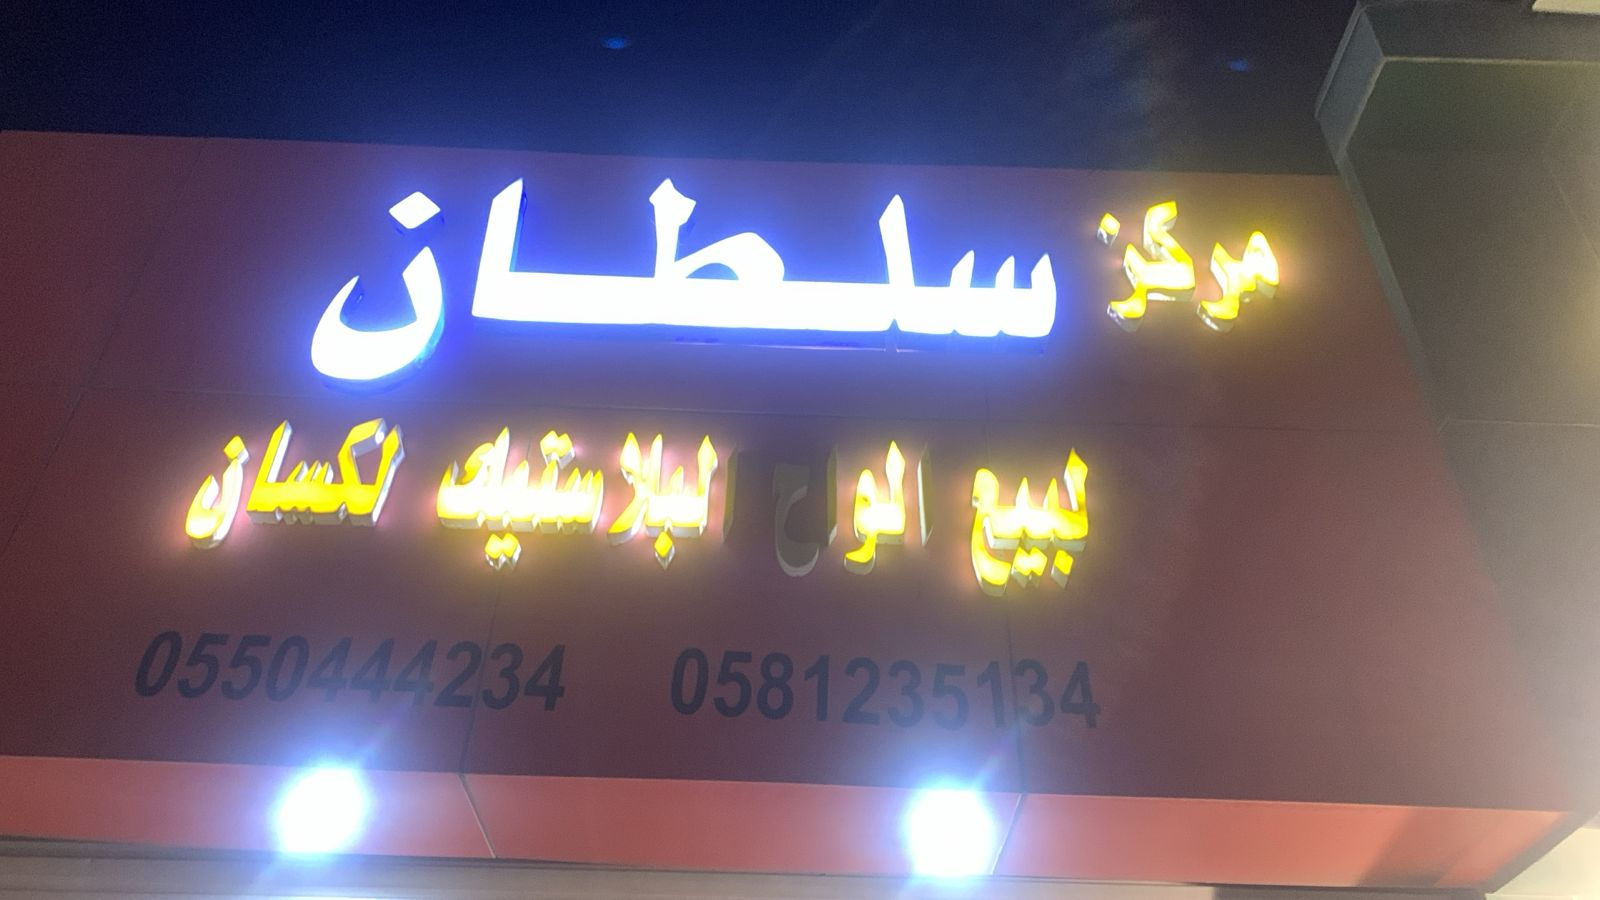 مركز سلطان
لبيع الواح البلاستيك لكسان
0550444234 0581235134